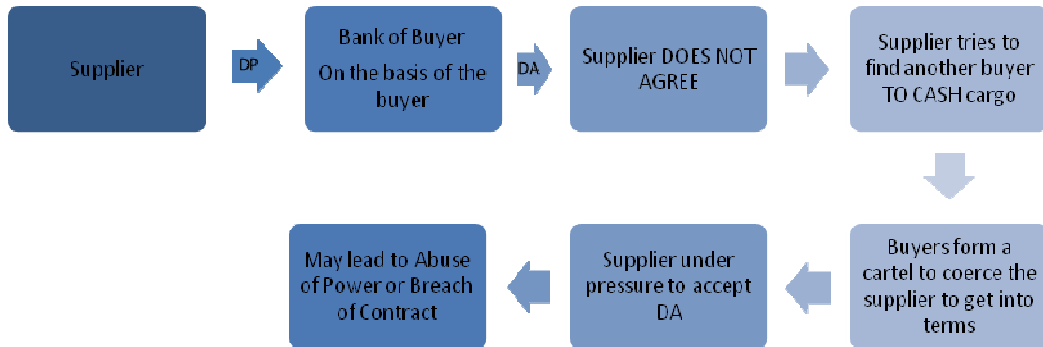 Supplier
DP
Bank of Buyer
On the basis of the
buyer
DA
Supplier DOES NOT
AGREE
Supplier tries to
find another buyer
TO CASH cargo
Buyers form a
cartel to coerce the
supplier to get into
terms
Supplier under
pressure to accept
DA
May lead to Abuse
of Power or Breach
of Contract